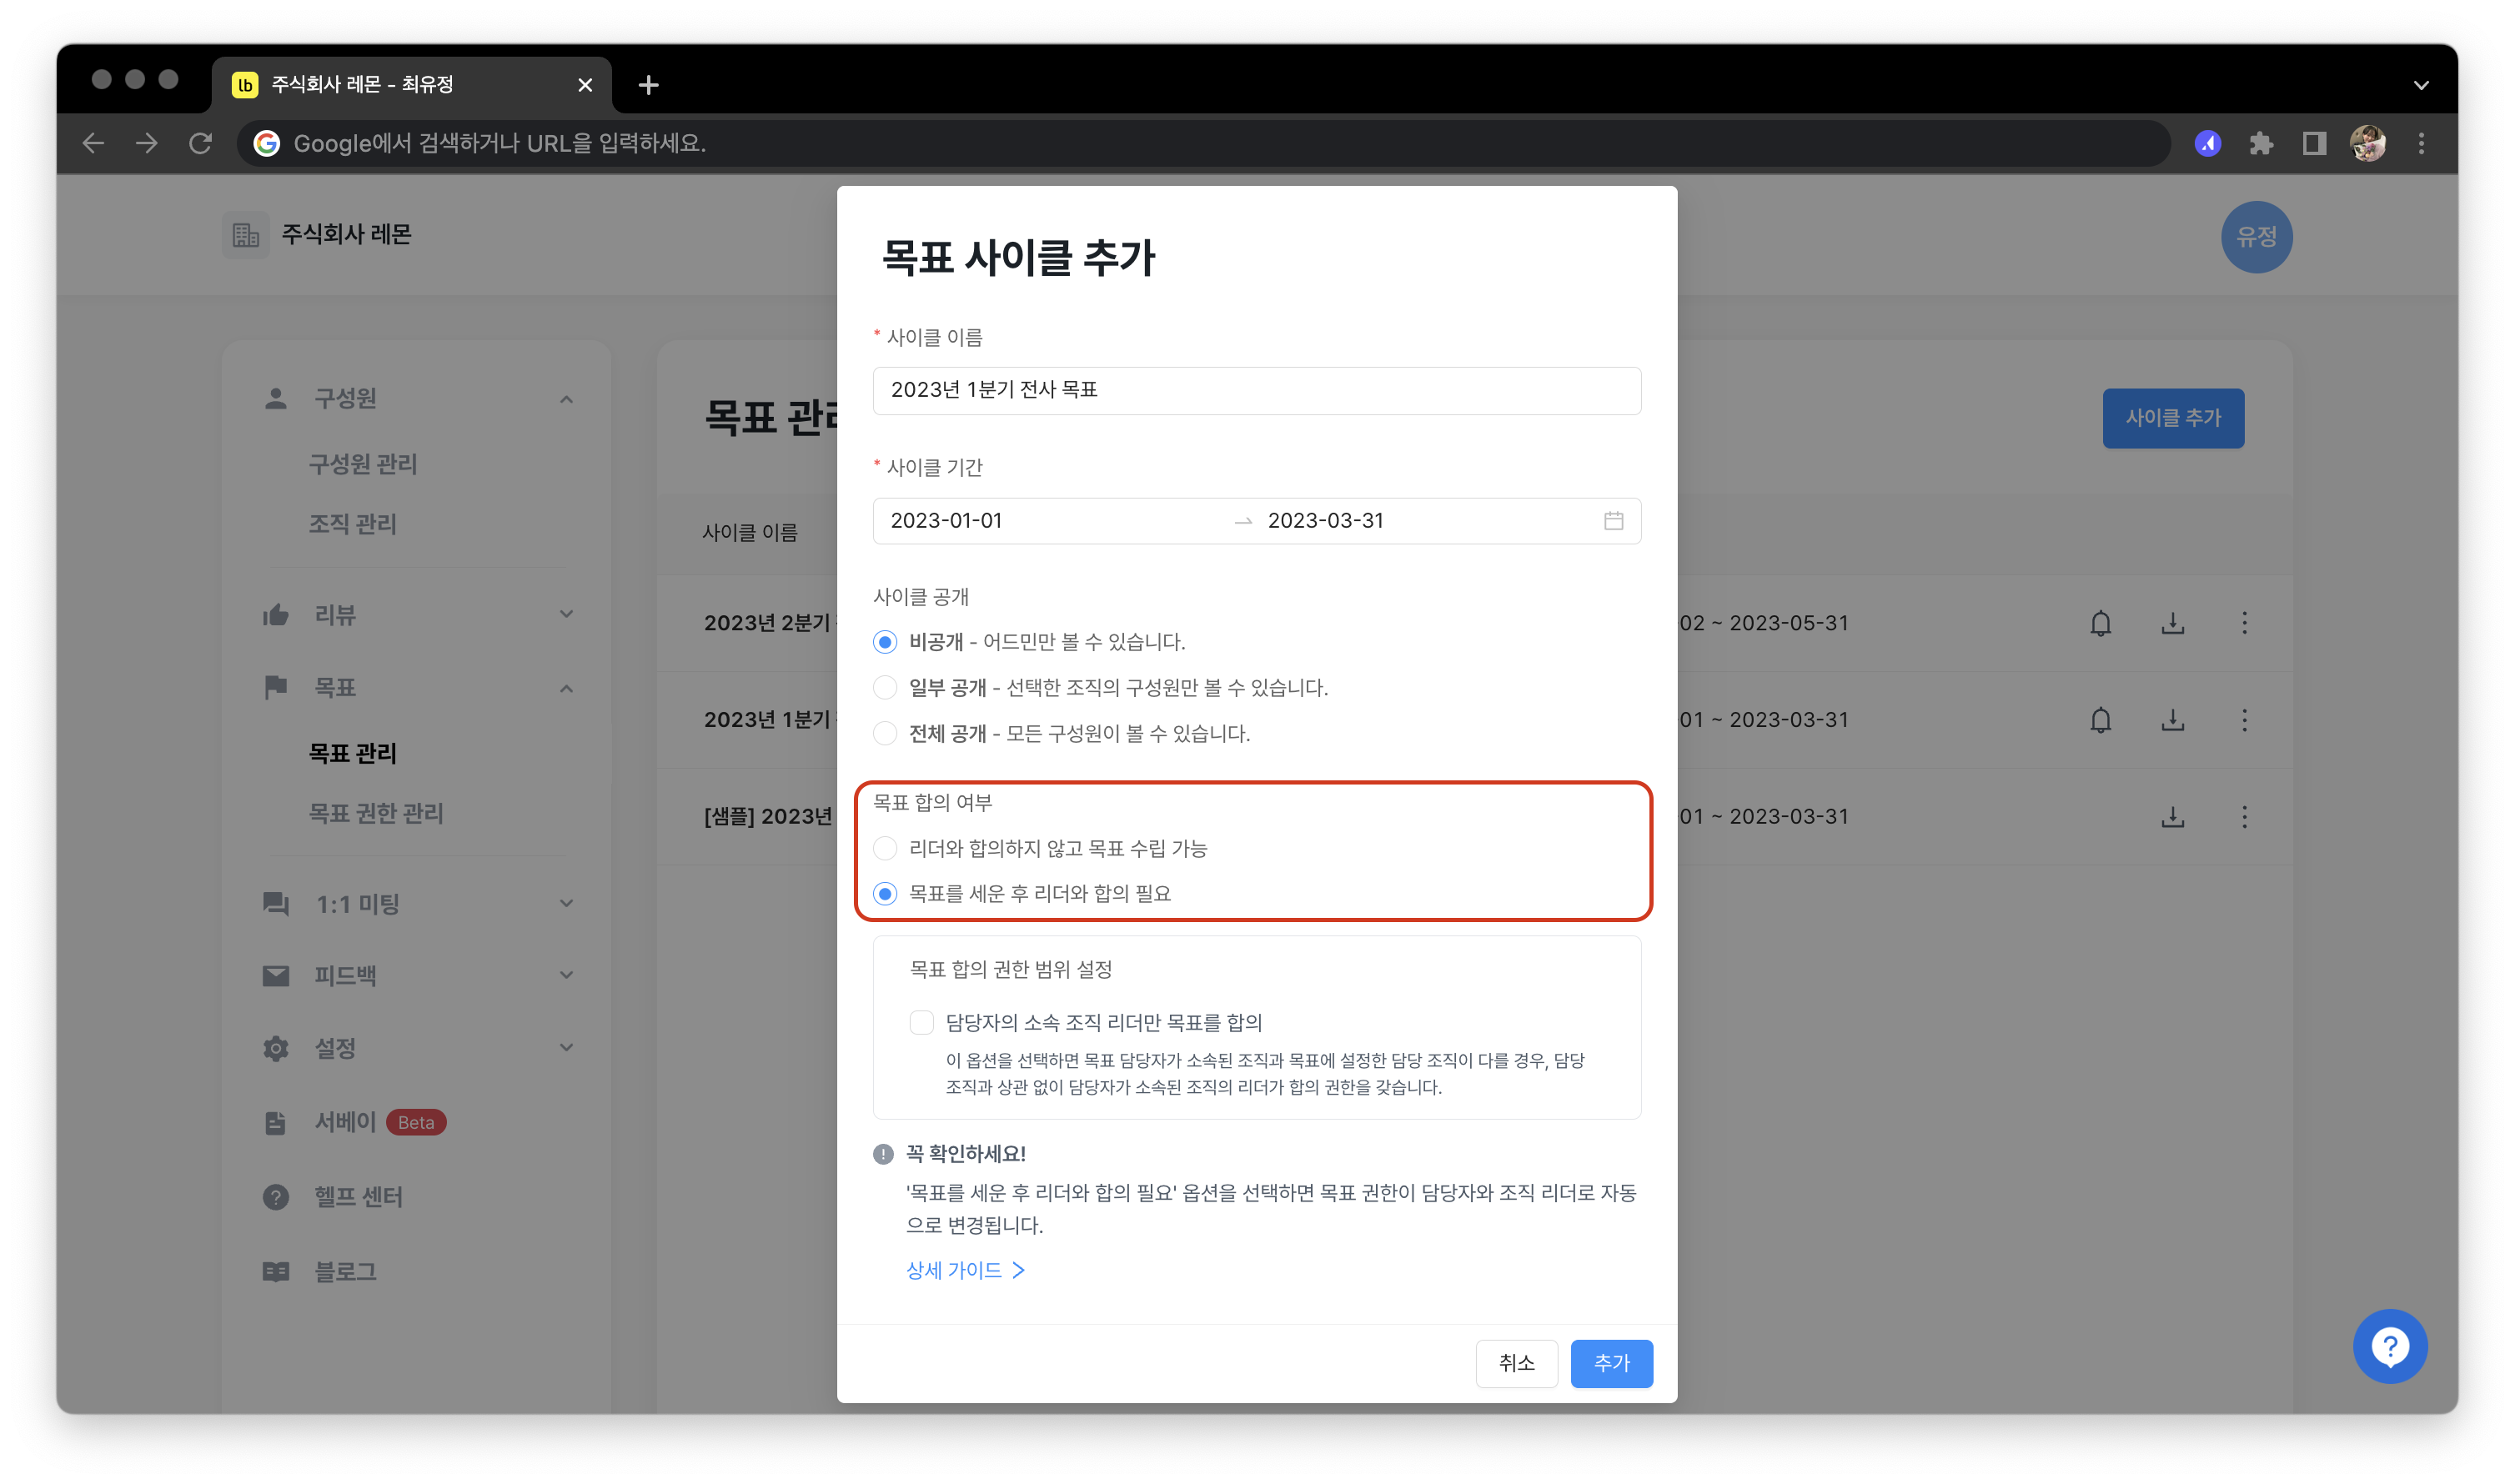 lb 주식회사 레몬 - 최유정
Google에서 검색하거나 URL을 입력하세요.
주식회사 레몬
유정
구성원
구성원 관리
조직 관리
리뷰
목표
목표 관리
목표 권한 관리
1:1 미팅
피드백
설정
서베이 Beta
헬프 센터
블로그
목표 관리
사이클 추가
사이클 이름
2023년 2분기
02 ~ 2023-05-31
2023년 1분기
01 ~ 2023-03-31
[샘플] 2023년
01 ~ 2023-03-31
목표 사이클 추가
* 사이클 이름
2023년 1분기 전사 목표
* 사이클 기간
2023-01-01 → 2023-03-31
사이클 공개
비공개 - 어드민만 볼 수 있습니다.
일부 공개 - 선택한 조직의 구성원만 볼 수 있습니다.
전체 공개 - 모든 구성원이 볼 수 있습니다.
목표 합의 여부
리더와 합의하지 않고 목표 수립 가능
목표를 세운 후 리더와 합의 필요
목표 합의 권한 범위 설정
담당자의 소속 조직 리더만 목표를 합의
이 옵션을 선택하면 목표 담당자가 소속된 조직과 목표에 설정한 담당 조직이 다를 경우, 담당
조직과 상관 없이 담당자가 소속된 조직의 리더가 합의 권한을 갖습니다.
꼭 확인하세요!
'목표를 세운 후 리더와 합의 필요' 옵션을 선택하면 목표 권한이 담당자와 조직 리더로 자동
으로 변경됩니다.
상세 가이드 >
취소
추가